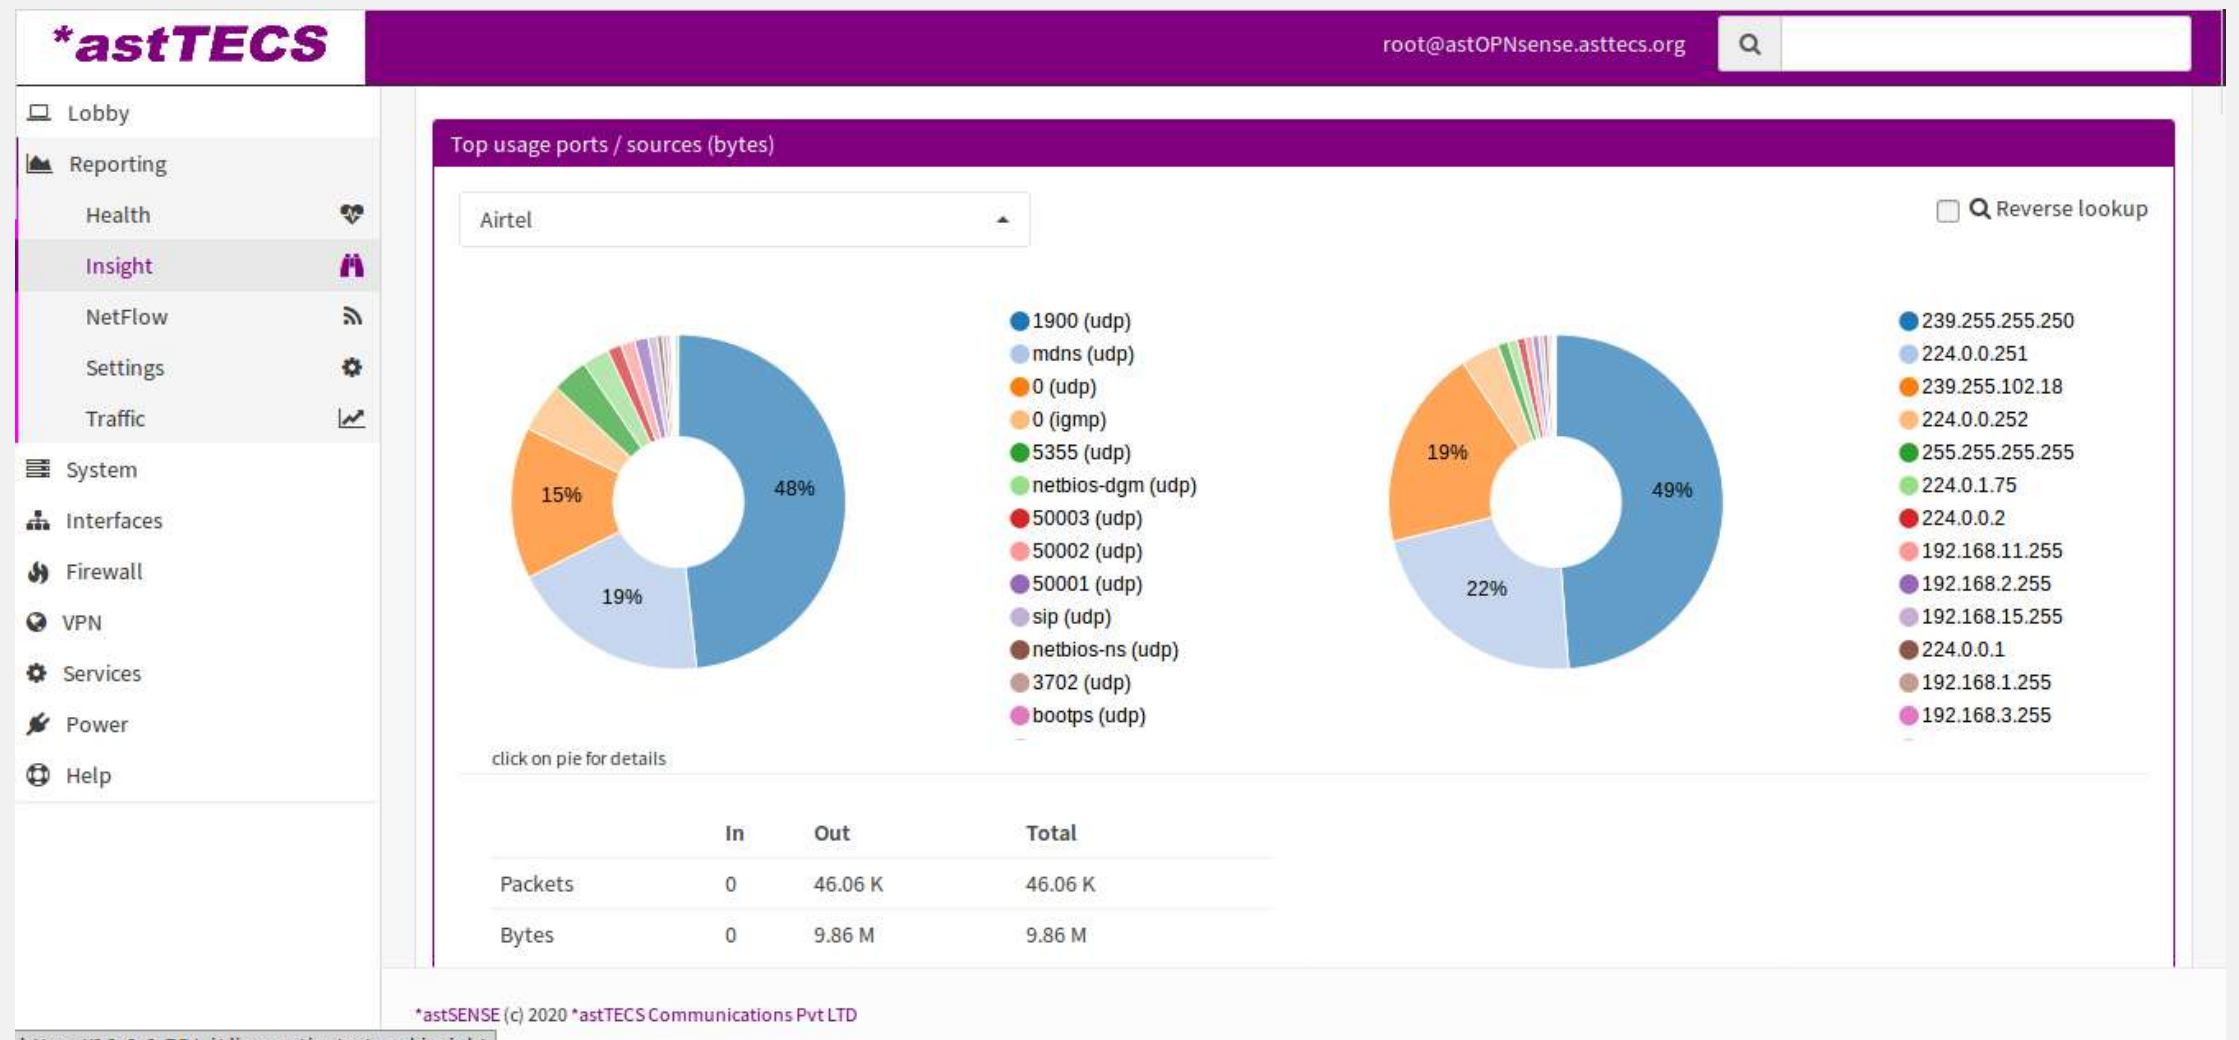 *astTECS
root@astOPNsense.asttecs.org
Lobby
Reporting
Health
Insight
NetFlow
Settings
Traffic
System
Interfaces
Firewall
VPN
Services
Power
Help
Top usage ports / sources (bytes)
Airtel
Reverse lookup
48%
19%
15%
1900 (udp)
mdns (udp)
0 (udp)
0 (igmp)
5355 (udp)
netbios-dgm (udp)
50003 (udp)
50002 (udp)
50001 (udp)
sip (udp)
netbios-ns (udp)
3702 (udp)
bootps (udp)
49%
22%
19%
239.255.255.250
224.0.0.251
239.255.102.18
224.0.0.252
255.255.255.255
224.0.1.75
224.0.0.2
192.168.11.255
192.168.2.255
192.168.15.255
224.0.0.1
192.168.1.255
192.168.3.255
click on pie for details
In Out Total
Packets 0 46.06 K 46.06 K
Bytes 0 9.86 M 9.86 M
*astSENSE (c) 2020 *astTECS Communications Pvt LTD